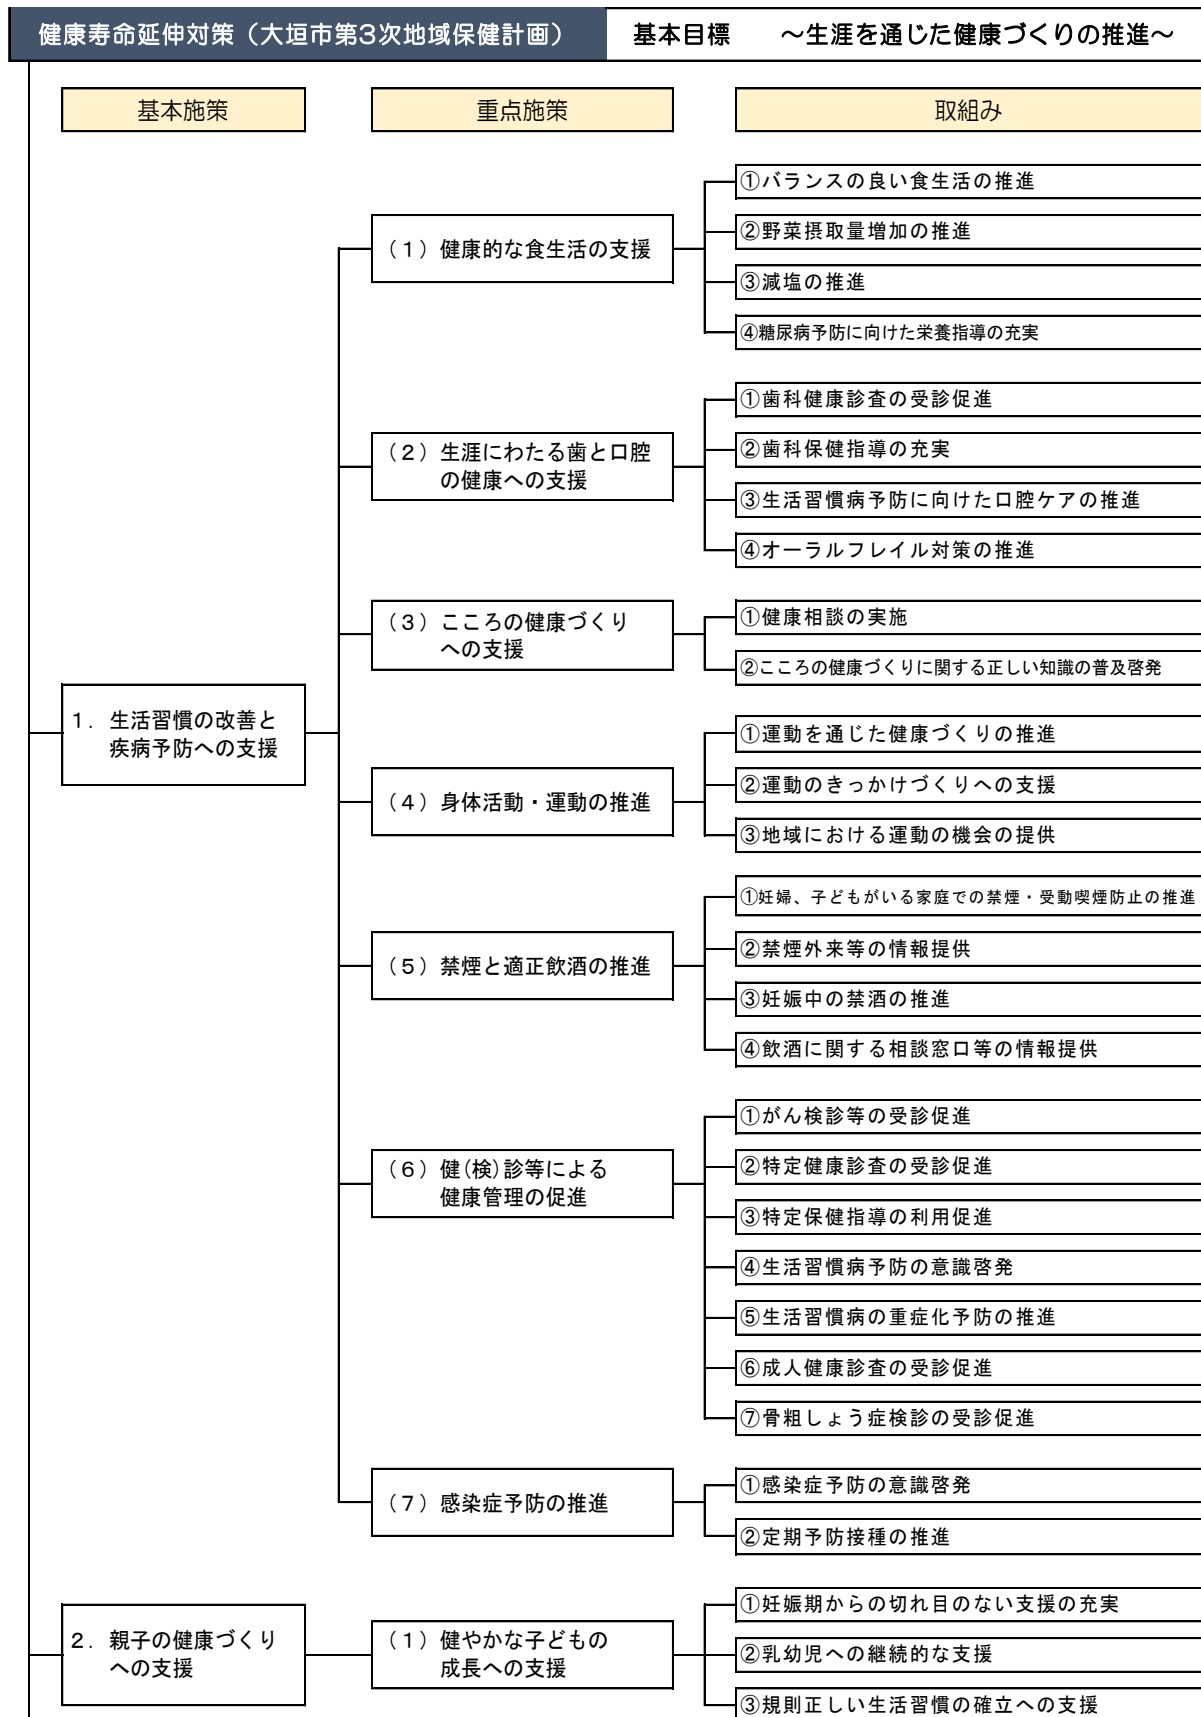 健康寿命延伸対策（大垣市第3次地域保健計画）
基本目標　～生涯を通じた健康づくりの推進～
基本施策
重点施策
取組み
1．生活習慣の改善と
疾病予防への支援
（1）健康的な食生活の支援
①バランスの良い食生活の推進
②野菜摂取量増加の推進
③減塩の推進
④糖尿病予防に向けた栄養指導の充実
（2）生涯にわたる歯と口腔
の健康への支援
①歯科健康診査の受診促進
②歯科保健指導の充実
③生活習慣病予防に向けた口腔ケアの推進
④オーラルフレイル対策の推進
（3）こころの健康づくり
への支援
①健康相談の実施
②こころの健康づくりに関する正しい知識の普及啓発
（4）身体活動・運動の推進
①運動を通じた健康づくりの推進
②運動のきっかけづくりへの支援
③地域における運動の機会の提供
（5）禁煙と適正飲酒の推進
①妊婦、子どもがいる家庭での禁煙・受動喫煙防止の推進
②禁煙外来等の情報提供
③妊娠中の禁酒の推進
④飲酒に関する相談窓口等の情報提供
（6）健(検)診等による
健康管理の促進
①がん検診等の受診促進
②特定健康診査の受診促進
③特定保健指導の利用促進
④生活習慣病予防の意識啓発
⑤生活習慣病の重症化予防の推進
⑥成人健康診査の受診促進
⑦骨粗しょう症検診の受診促進
（7）感染症予防の推進
①感染症予防の意識啓発
②定期予防接種の推進
2．親子の健康づくり
への支援
（1）健やかな子どもの
成長への支援
①妊娠期からの切れ目のない支援の充実
②乳幼児への継続的な支援
③規則正しい生活習慣の確立への支援